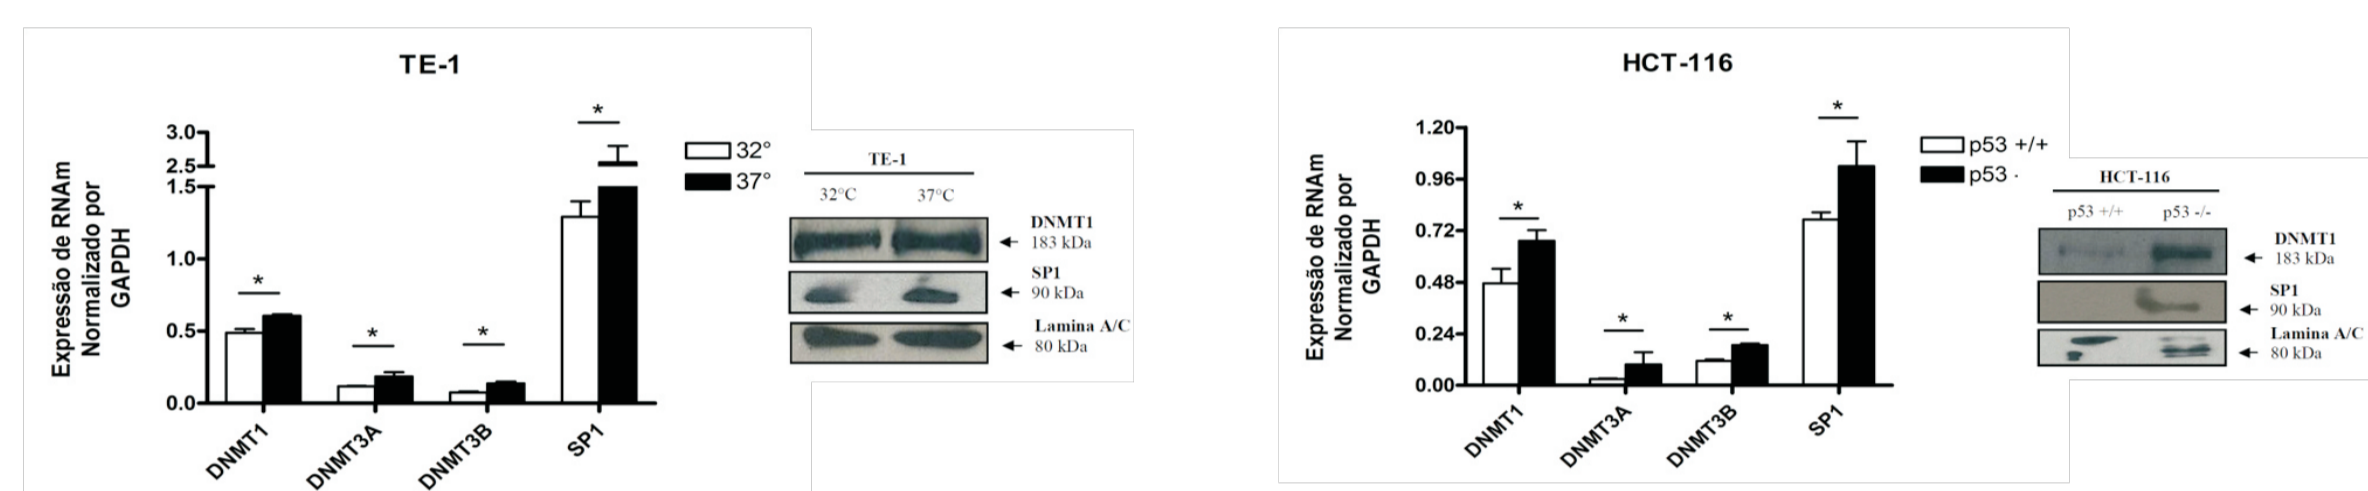 TE-1
*
3.0
2.5
1.5
1.0
0.5
0.0
Expressão de RNAm
Normalizado por
GAPDH
*
*
*
DNMT1
DNMT3A
DNMT3B
SP1
32°
37°
TE-1
32°C 37°C
DNMT1
183 kDa
SP1
90 kDa
Lamina A/C
80 kDa
HCT-116
*
1.20
0.96
0.72
0.48
0.24
0.00
Expressão de RNAm
Normalizado por
GAPDH
*
*
*
DNMT1
DNMT3A
DNMT3B
SP1
p53 +/+
p53 -
HCT-116
p53 +/+ p53 -/-
DNMT1
183 kDa
SP1
90 kDa
Lamina A/C
80 kDa